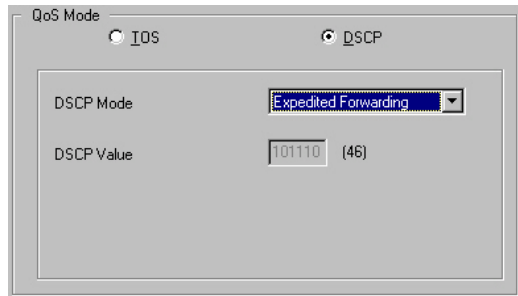 QoS Mode
TOS DSCP
DSCP Mode Expedited Forwarding
DSCP Value 101110 (46)